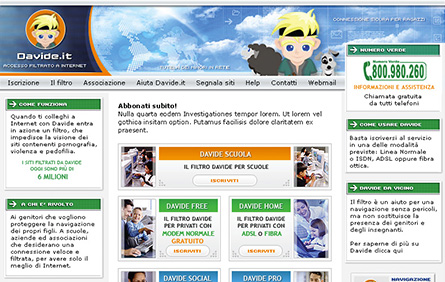 Davide.it
ACCESSO FILTRATO A INTERNET
TUTELA DEI MINORI IN RETE
CONNESSIONE SICURA PER RAGAZZI
Iscrizione Il filtro Associazione Aiuta Davide.it Segnala siti Help FAQ Contatti Webmail
COME FUNZIONA
Quando ti colleghi a
Internet con Davide entra
in azione un filtro, che
impedisce la visione dei
siti contenenti pornografia,
violenza e pedofilia.
I SITI FILTRATI DA DAVIDE
OGGI SONO PIÙ DI
6 MILIONI
A CHI E' RIVOLTO
Ai genitori che vogliono
proteggere la navigazione
dei propri figli. A scuole,
aziende ed associazioni
che desiderano una
connessione veloce e
filtrata, per avere solo il
meglio di Internet.
Abbonati subito!
Nulla quarta eodem Investigationes tempor lorem. Ut lorem vel
gothica insitam option. Putamus facilisis dolore claritatem ex
praesent.
DAVIDE SCUOLA
IL FILTRO DAVIDE PER SCUOLE
ISCRIVITI
DAVIDE FREE
IL FILTRO DAVIDE
PER PRIVATI CON
MODEM NORMALE
GRATUITO
ISCRIVITI
DAVIDE HOME
IL FILTRO DAVIDE
PER PRIVATI CON
ADSL O FIBRA
ISCRIVITI
DAVIDE SOCIAL
DAVIDE PRO
NUMERO VERDE
800.980.260
INFORMAZIONI E ASSISTENZA
Chiamata gratuita
da tutti telefoni
COME USARE DAVIDE
Basta iscriversi al servizio
in una delle modalità
previste: Linea Normale
o ISDN, ADSL oppure fibra
ottica.
DAVIDE DA VICINO
Il filtro è un aiuto per una
navigazione senza pericoli,
ma non sostituisce la
presenza dei genitori e
degli insegnanti.
Per saperne di più su
Davide clicca qui
NAVIGAZIONE